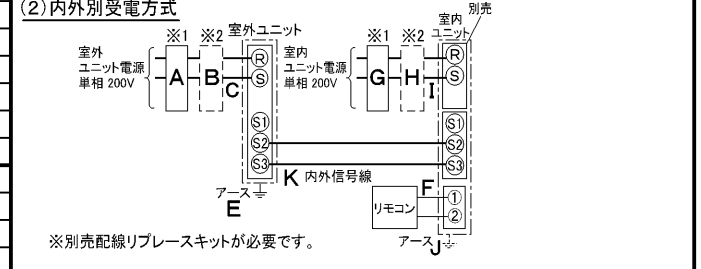 (2)内外別受電方式
別売
※1 ※2 室外ユニット
※1 ※2 室内ユニット
室外
ユニット電源
単相 200V
A
B
C
R
S
室内
ユニット電源
単相 200V
G
H
I
R
S
S1
S2
S3
S1
S2
S3
K 内外信号線
アース
E
F
リモコン
①
②
アース J
※別売配線リプレースキットが必要です。